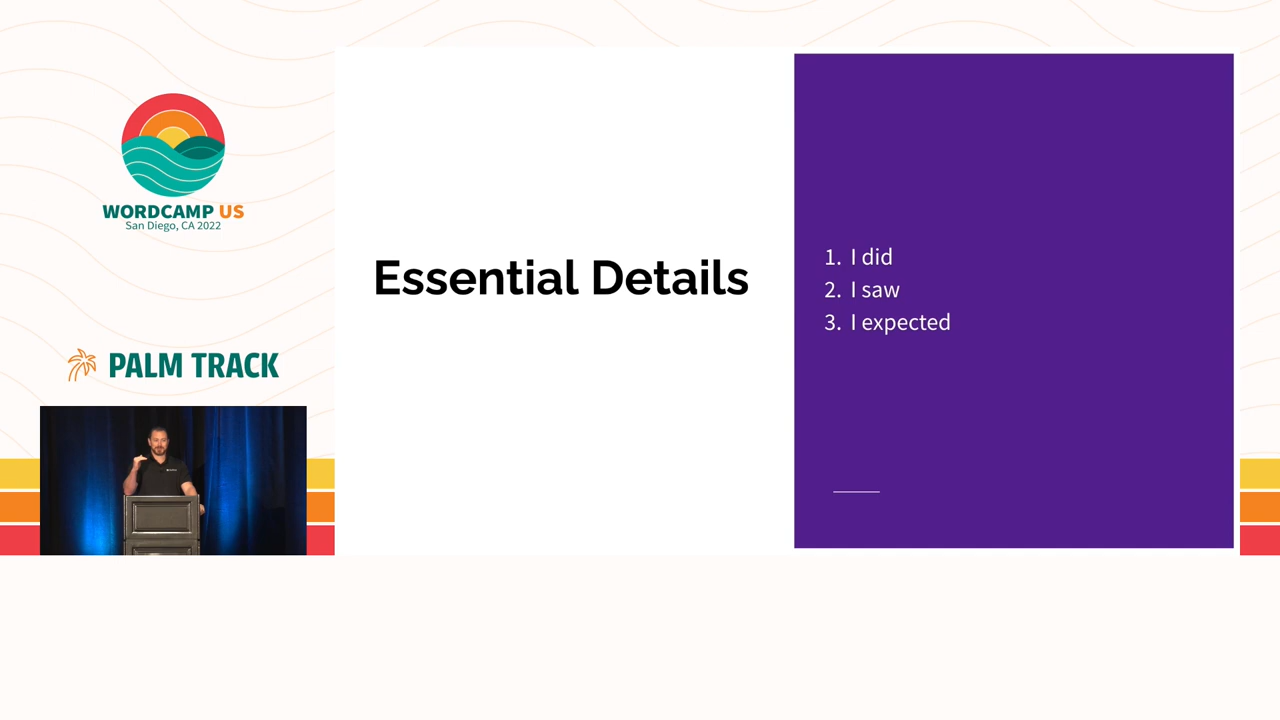 WORDCAMP US
San Diego, CA 2022
PALM TRACK
Essential Details
1. I did
2. I saw
3. I expected